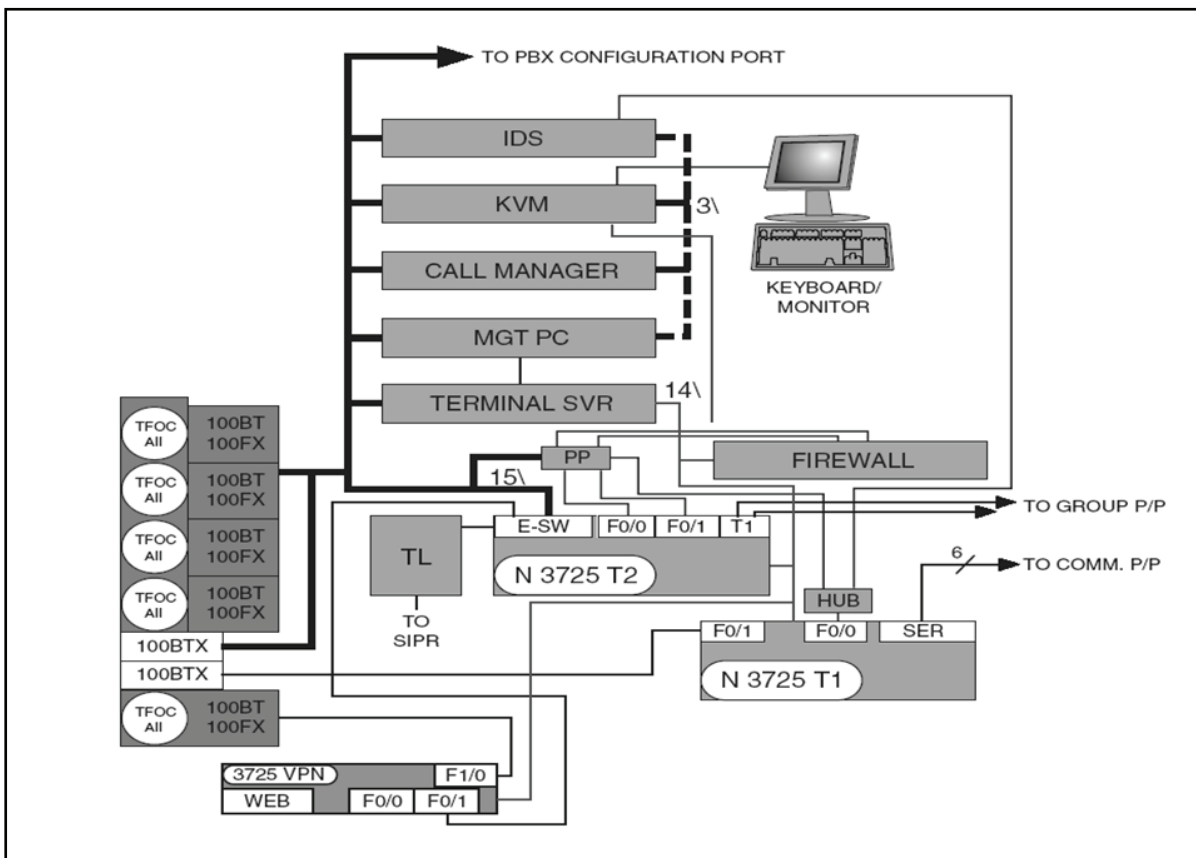 TO PBX CONFIGURATION PORT
IDS
KVM
3\
CALL MANAGER
KEYBOARD/
MONITOR
MGT PC
TERMINAL SVR
14\
TFOC
All
100BT
100FX
TFOC
All
100BT
100FX
TFOC
All
100BT
100FX
TFOC
All
100BT
100FX
100BTX
100BTX
TFOC
All
100BT
100FX
PP
FIREWALL
15\
E-SW
F0/0
F0/1
T1
TO GROUP P/P
TL
N 3725 T2
6
TO COMM. P/P
TO
SIPR
HUB
F0/1
F0/0
SER
N 3725 T1
3725 VPN
F1/0
WEB
F0/0
F0/1